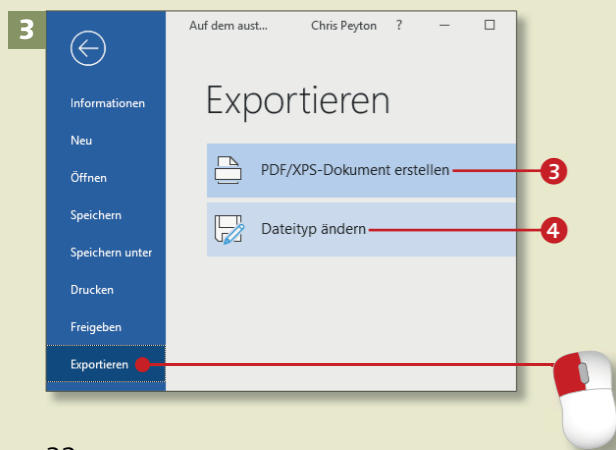 3
Auf dem aust... Chris Peyton ?
Exportieren
Informationen
Neu
Öffnen
Speichern
Speichern unter
Drucken
Freigeben
Exportieren
PDF/XPS-Dokument erstellen 3
Dateityp ändern 4